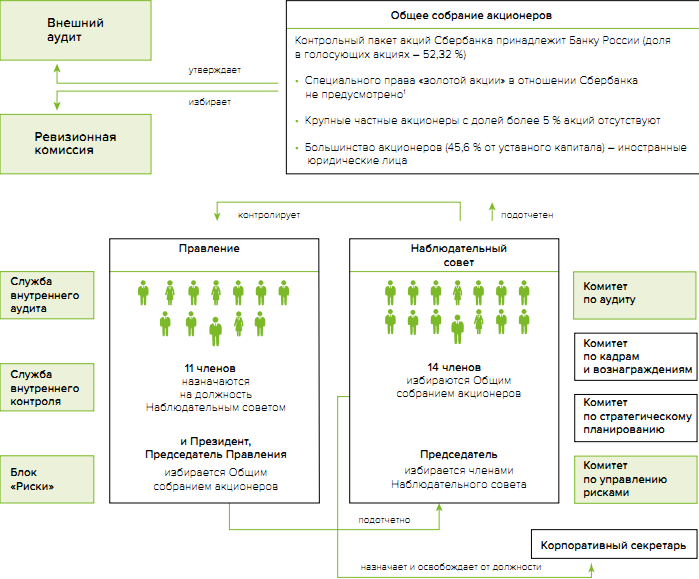 Внешний
аудит
утверждает
избирает
Ревизионная
комиссия
Общее собрание акционеров
Контрольный пакет акций Сбербанка принадлежит Банку России (доля
в голосующих акциях – 52,32 %)
• Специального права «золотой акции» в отношении Сбербанка
не предусмотрено¹
• Крупные частные акционеры с долей более 5 % акций отсутствуют
• Большинство акционеров (45,6 % от уставного капитала) – иностранные
юридические лица
контролирует
подотчетен
Служба
внутреннего
аудита
Служба
внутреннего
контроля
Блок
«Риски»
Правление
11 членов
назначаются
на должность
Наблюдательным советом
и Президент,
Председатель Правления
избирается Общим
собранием акционеров
Наблюдательный
совет
14 членов
избираются Общим
собранием акционеров
Председатель
избирается членами
Наблюдательного совета
Комитет
по аудиту
Комитет
по кадрам
и вознаграждениям
Комитет
по стратегическому
планированию
Комитет
по управлению
рисками
подотчетно
Корпоративный секретарь
назначает и освобождает от должности